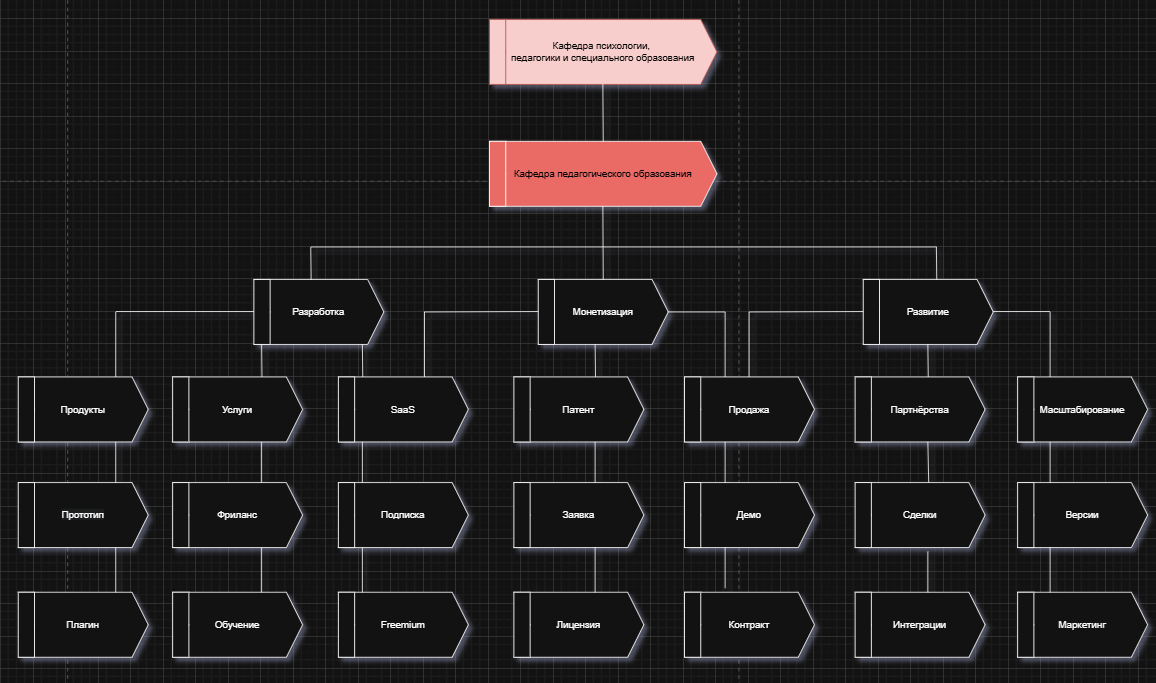 Кафедра психологии,
педагогики и специального образования
Кафедра педагогического образования
Разработка
Монетизация
Развитие
Продукты
Услуги
SaaS
Патент
Продажа
Партнёрства
Масштабирование
Прототип
Фриланс
Подписка
Заявка
Демо
Сделки
Версии
Плагин
Обучение
Freemium
Лицензия
Контракт
Интеграции
Маркетинг